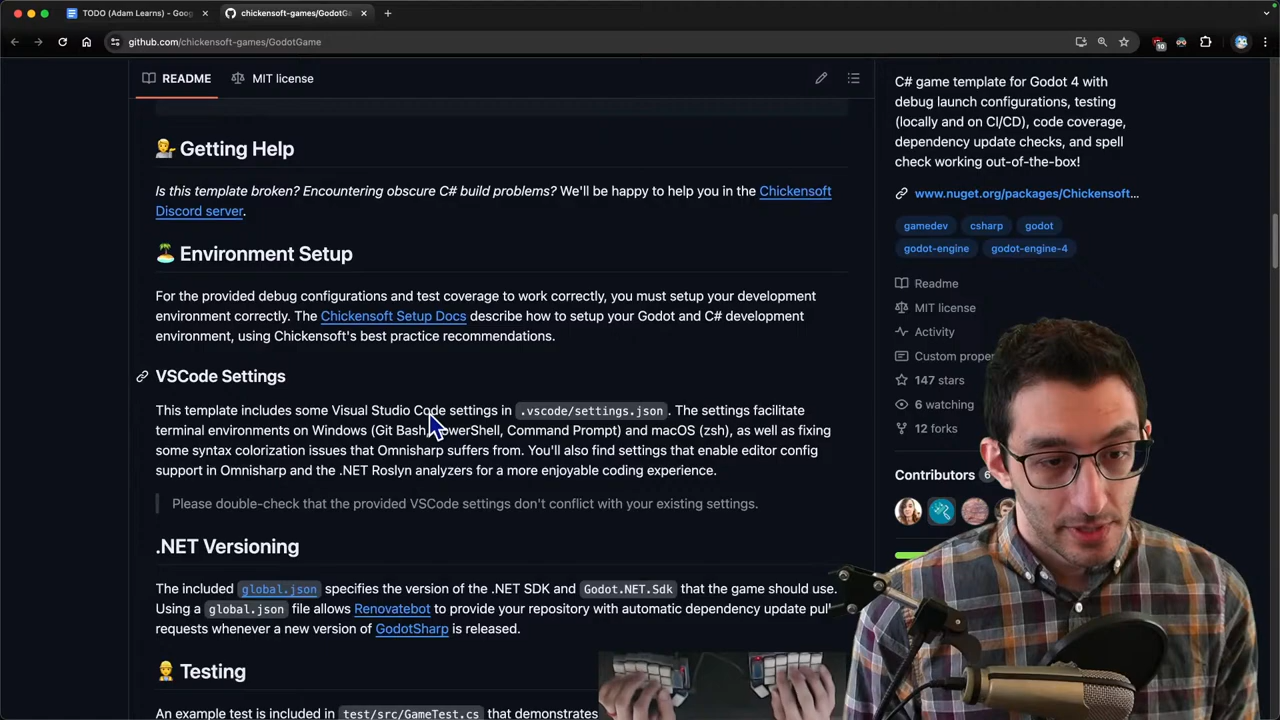 TODO (Adam Learns) - Goog
chickensoft-games/GodotGa
github.com/chickensoft-games/GodotGame
10
README
MIT license
Getting Help
Is this template broken? Encountering obscure C# build problems? We'll be happy to help you in the Chickensoft
Discord server.
Environment Setup
For the provided debug configurations and test coverage to work correctly, you must setup your development
environment correctly. The Chickensoft Setup Docs describe how to setup your Godot and C# development
environment, using Chickensoft's best practice recommendations.
VSCode Settings
This template includes some Visual Studio Code settings in .vscode/settings.json. The settings facilitate
terminal environments on Windows (Git Bash, PowerShell, Command Prompt) and macOS (zsh), as well as fixing
some syntax colorization issues that Omnisharp suffers from. You'll also find settings that enable editor config
support in Omnisharp and the .NET Roslyn analyzers for a more enjoyable coding experience.
Please double-check that the provided VSCode settings don't conflict with your existing settings.
.NET Versioning
The included global.json specifies the version of the .NET SDK and Godot.NET.Sdk that the game should use.
Using a global.json file allows Renovatebot to provide your repository with automatic dependency update pull
requests whenever a new version of GodotSharp is released.
Testing
An example test is included in test/src/GameTest.cs that demonstrates
C# game template for Godot 4 with
debug launch configurations, testing
(locally and on CI/CD), code coverage,
dependency update checks, and spell
check working out-of-the-box!
www.nuget.org/packages/Chickensoft...
gamedev csharp godot
godot-engine godot-engine-4
Readme
MIT license
Activity
Custom proper
147 stars
6 watching
12 forks
Contributors 6